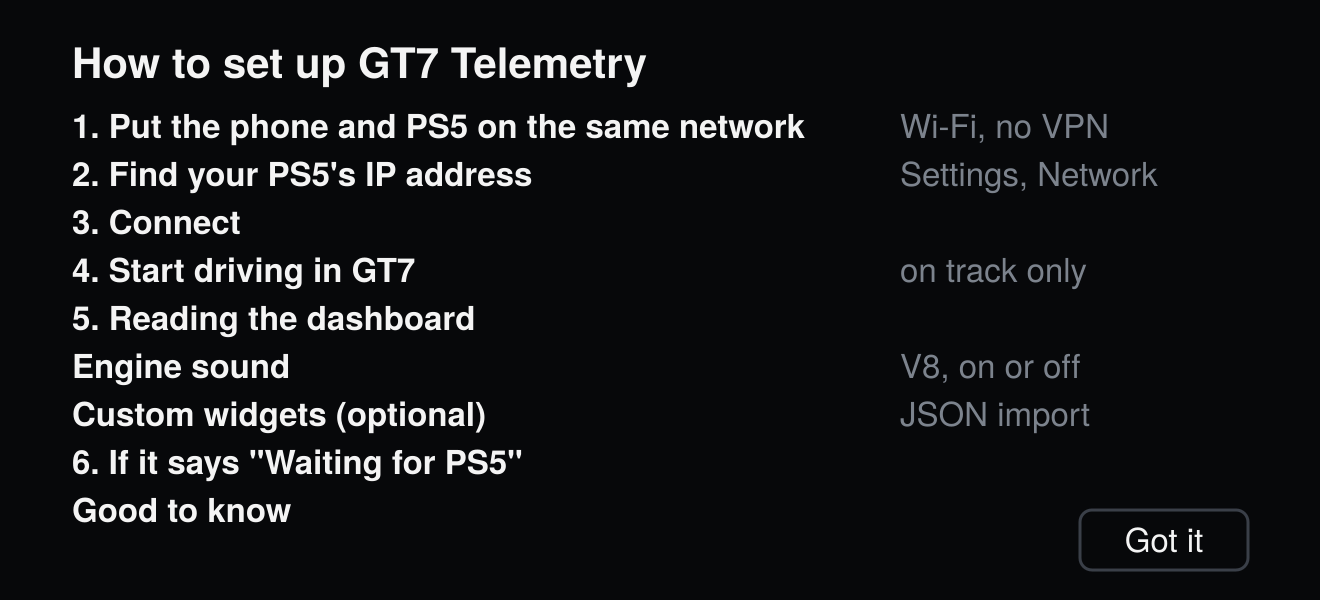 How to set up GT7 Telemetry
1. Put the phone and PS5 on the same network Wi-Fi, no VPN
2. Find your PS5's IP address Settings, Network
3. Connect
4. Start driving in GT7 on track only
5. Reading the dashboard
Engine sound V8, on or off
Custom widgets (optional) JSON import
6. If it says "Waiting for PS5"
Good to know
Got it